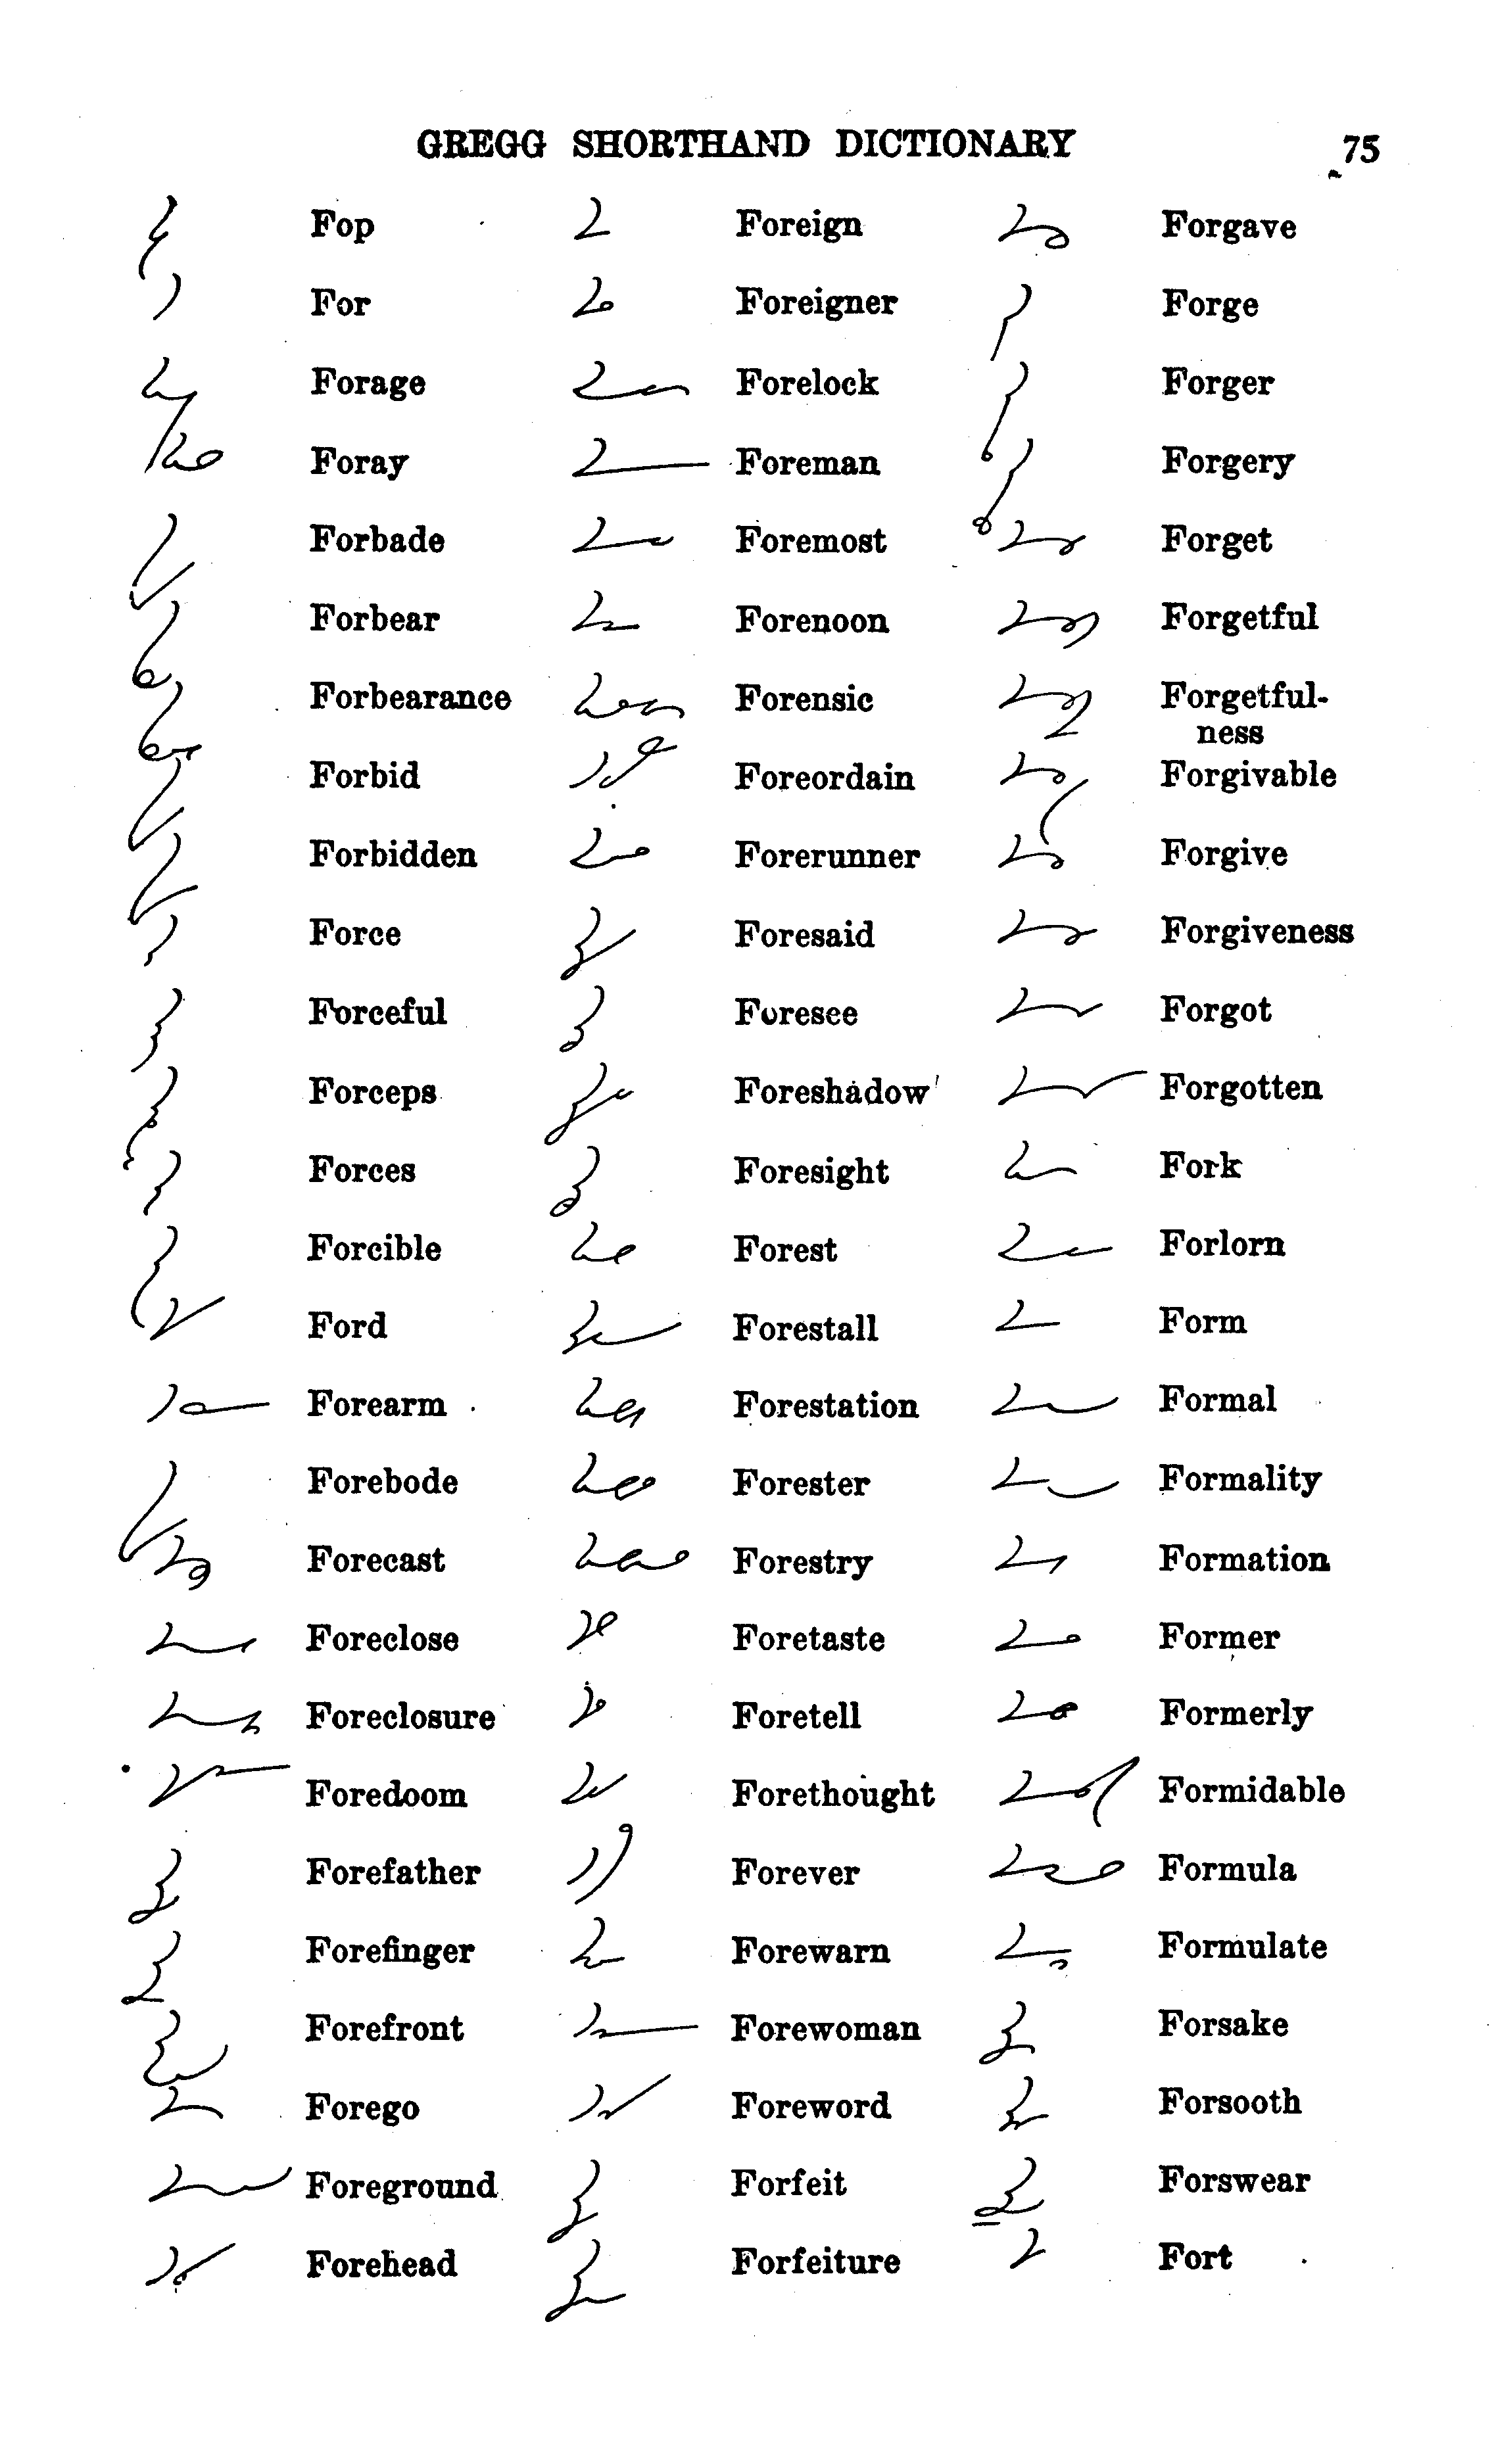 GREGG SHORTHAND DICTIONARY 75
Fop
For
Forage
Foray
Forbade
Forbear
Forbearance
Forbid
Forbidden
Force
Forceful
Forceps
Forces
Forcible
Ford
Forearm
Forebode
Forecast
Foreclose
Foreclosure
Foredoom
Forefather
Forefinger
Forefront
Forego
Foreground
Forehead
Foreign
Foreigner
Forelock
Foreman
Foremost
Forenoon
Forensic
Foreordain
Forerunner
Foresaid
Foresee
Foreshadow
Foresight
Forest
Forestall
Forestation
Forester
Forestry
Foretaste
Foretell
Forethought
Forever
Forewarn
Forewoman
Foreword
Forfeit
Forfeiture
Forgave
Forge
Forger
Forgery
Forget
Forgetful
Forgetful-
ness
Forgivable
Forgive
Forgiveness
Forgot
Forgotten
Fork
Forlorn
Form
Formal
Formality
Formation
Former
Formerly
Formidable
Formula
Formulate
Forsake
Forsooth
Forswear
Fort